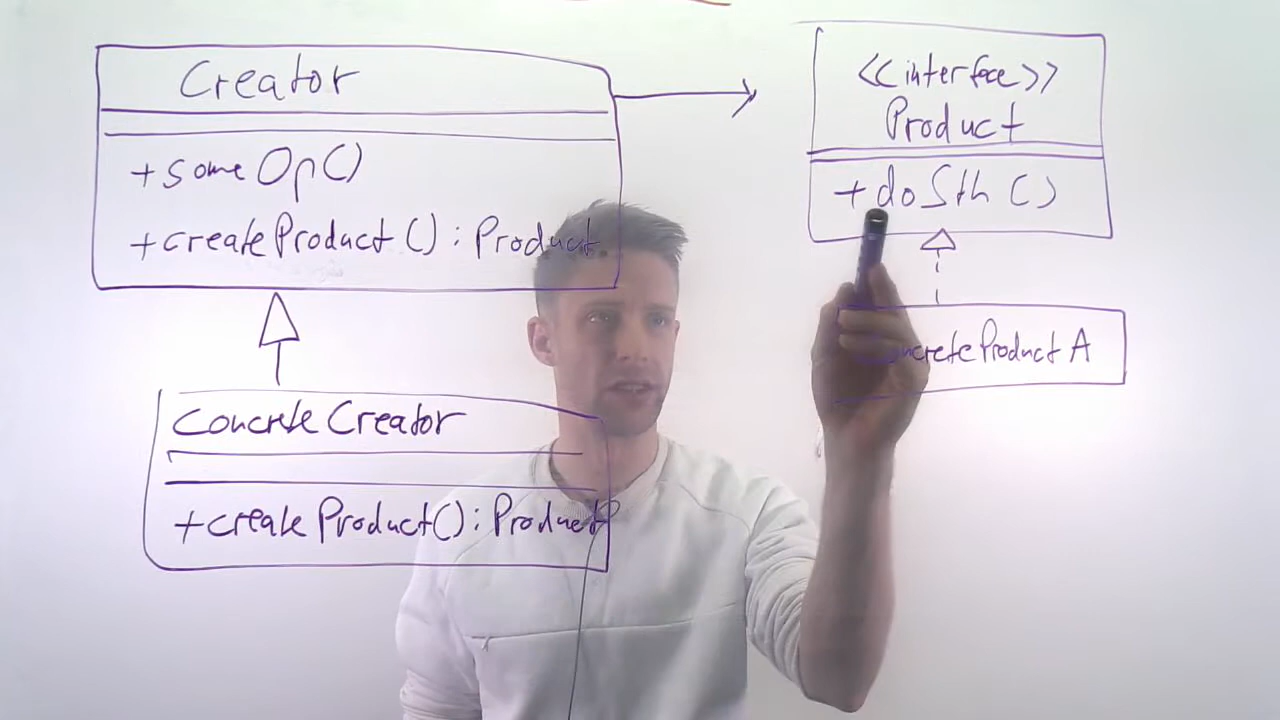 Creator
+someOp()
+createProduct(): Product
ConcreteCreator
+createProduct(): Product
<<interface>>
Product
+doSth()
ConcreteProduct A